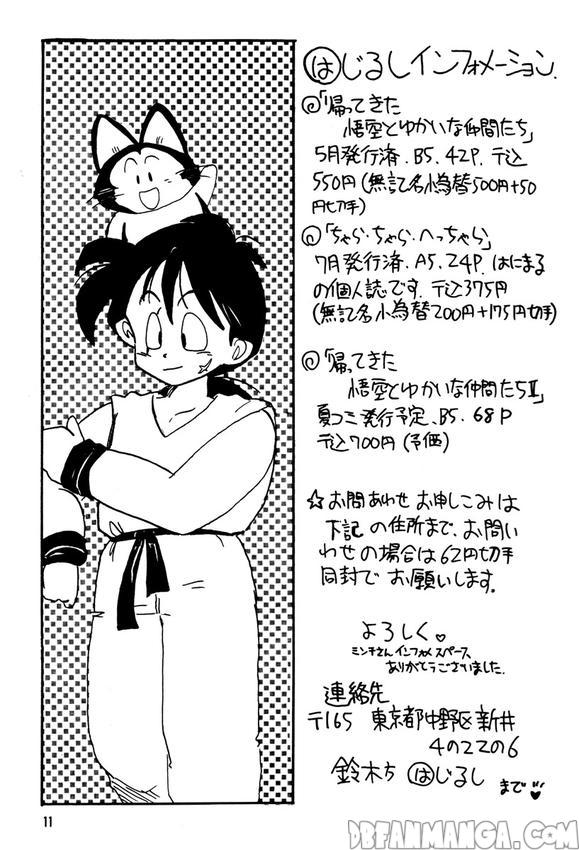 はじるしインフォメーション.
◎「帰ってきた
悟空とゆかいな仲間たち」
5月発行済. B5. 42P. 〒込
550円(無記名小為替500円+50
円切手)
◎「ちゃら・ちゃら・へっちゃら」
7月発行済. A5. 24P. はにまる
の個人誌です. 〒込375円
(無記名小為替200円+175円切手)
◎「帰ってきた
悟空とゆかいな仲間たちⅡ」
夏コミ発行予定. B5. 68P
〒込700円(予価)
☆お問あわせ お申しこみは
下記の住所まで. お問い
わせの場合は62円切手
同封でお願いします.
よろしく♡
ミンチさんインフォメスペース
ありがとうございました.
連絡先
〒165 東京都中野区新井
4の22の6
鈴木方 はじるし
まで♥
11
DBFANMANGA.COM